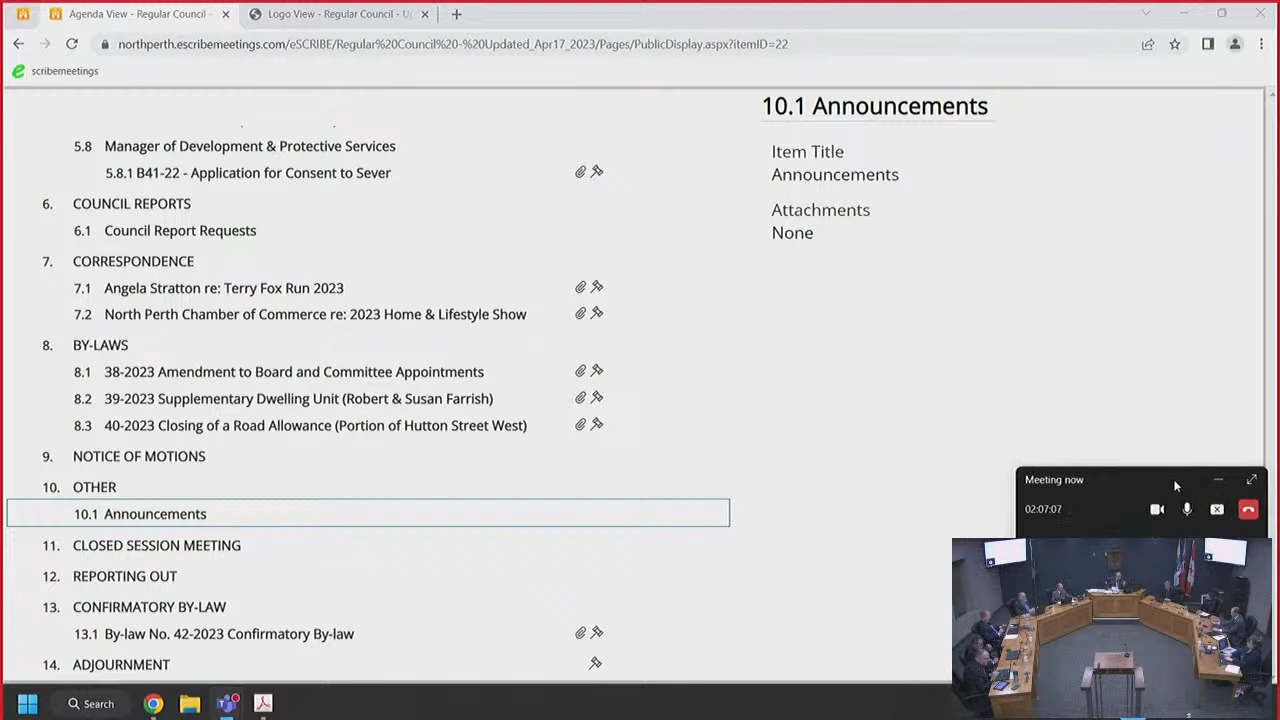 Agenda View - Regular Council -
Logo View - Regular Council - U
northperth.escribemeetings.com/eSCRIBE/Regular%20Council%20-%20Updated_Apr17_2023/Pages/PublicDisplay.aspx?itemID=22
scribemeetings
5.8 Manager of Development & Protective Services
5.8.1 B41-22 - Application for Consent to Sever
6. COUNCIL REPORTS
6.1 Council Report Requests
7. CORRESPONDENCE
7.1 Angela Stratton re: Terry Fox Run 2023
7.2 North Perth Chamber of Commerce re: 2023 Home & Lifestyle Show
8. BY-LAWS
8.1 38-2023 Amendment to Board and Committee Appointments
8.2 39-2023 Supplementary Dwelling Unit (Robert & Susan Farrish)
8.3 40-2023 Closing of a Road Allowance (Portion of Hutton Street West)
9. NOTICE OF MOTIONS
10. OTHER
10.1 Announcements
11. CLOSED SESSION MEETING
12. REPORTING OUT
13. CONFIRMATORY BY-LAW
13.1 By-law No. 42-2023 Confirmatory By-law
14. ADJOURNMENT
10.1 Announcements
Item Title
Announcements
Attachments
None
Meeting now
02:07:07
Search